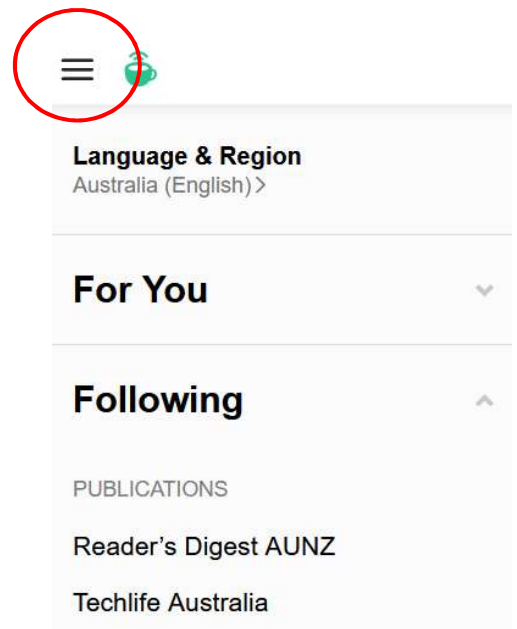 Language & Region
Australia (English)>
For You
Following
PUBLICATIONS
Reader's Digest AUNZ
Techlife Australia